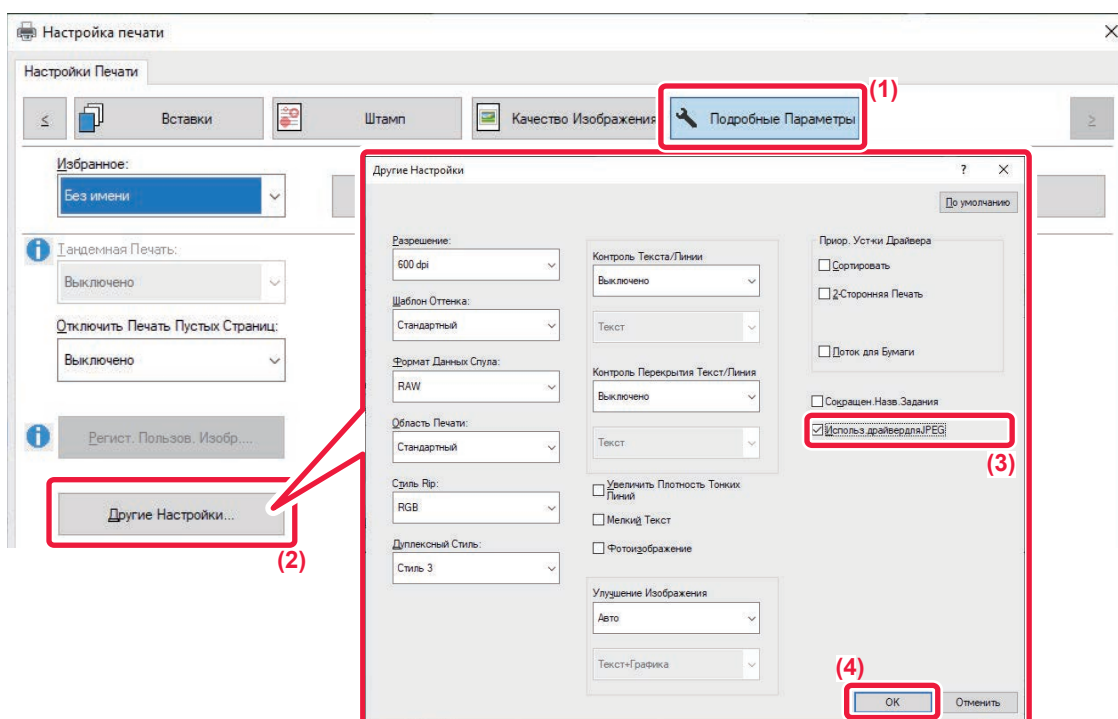 Настройка печати
Настройки Печати
(1)
<
Вставки
Штамп
Качество Изображения
Подробные Параметры
>
Избранное:
Без имени
Тандемная Печать:
Выключено
Отключить Печать Пустых Страниц:
Выключено
Регист. Пользов. Изобр....
Другие Настройки...
(2)
Другие Настройки
?
По умолчанию
Разрешение:
600 dpi
Шаблон Оттенка:
Стандартный
Формат Данных Спула:
RAW
Область Печати:
Стандартный
Стиль Rip:
RGB
Дуплексный Стиль:
Стиль 3
Контроль Текста/Линии
Выключено
Текст
Контроль Перекрытия Текст/Линия
Выключено
Текст
Увеличить Плотность Тонких
Линий
Мелкий Текст
Фотоизображение
Улушение Изображения
Авто
Текст+Графика
Приор. Уст-ки Драйвера
Сортировать
2-Сторонняя Печать
Лоток для Бумаги
Сокращен.Назв.Задания
Использ.драйвердляJPEG
(3)
(4)
OK
Отменить